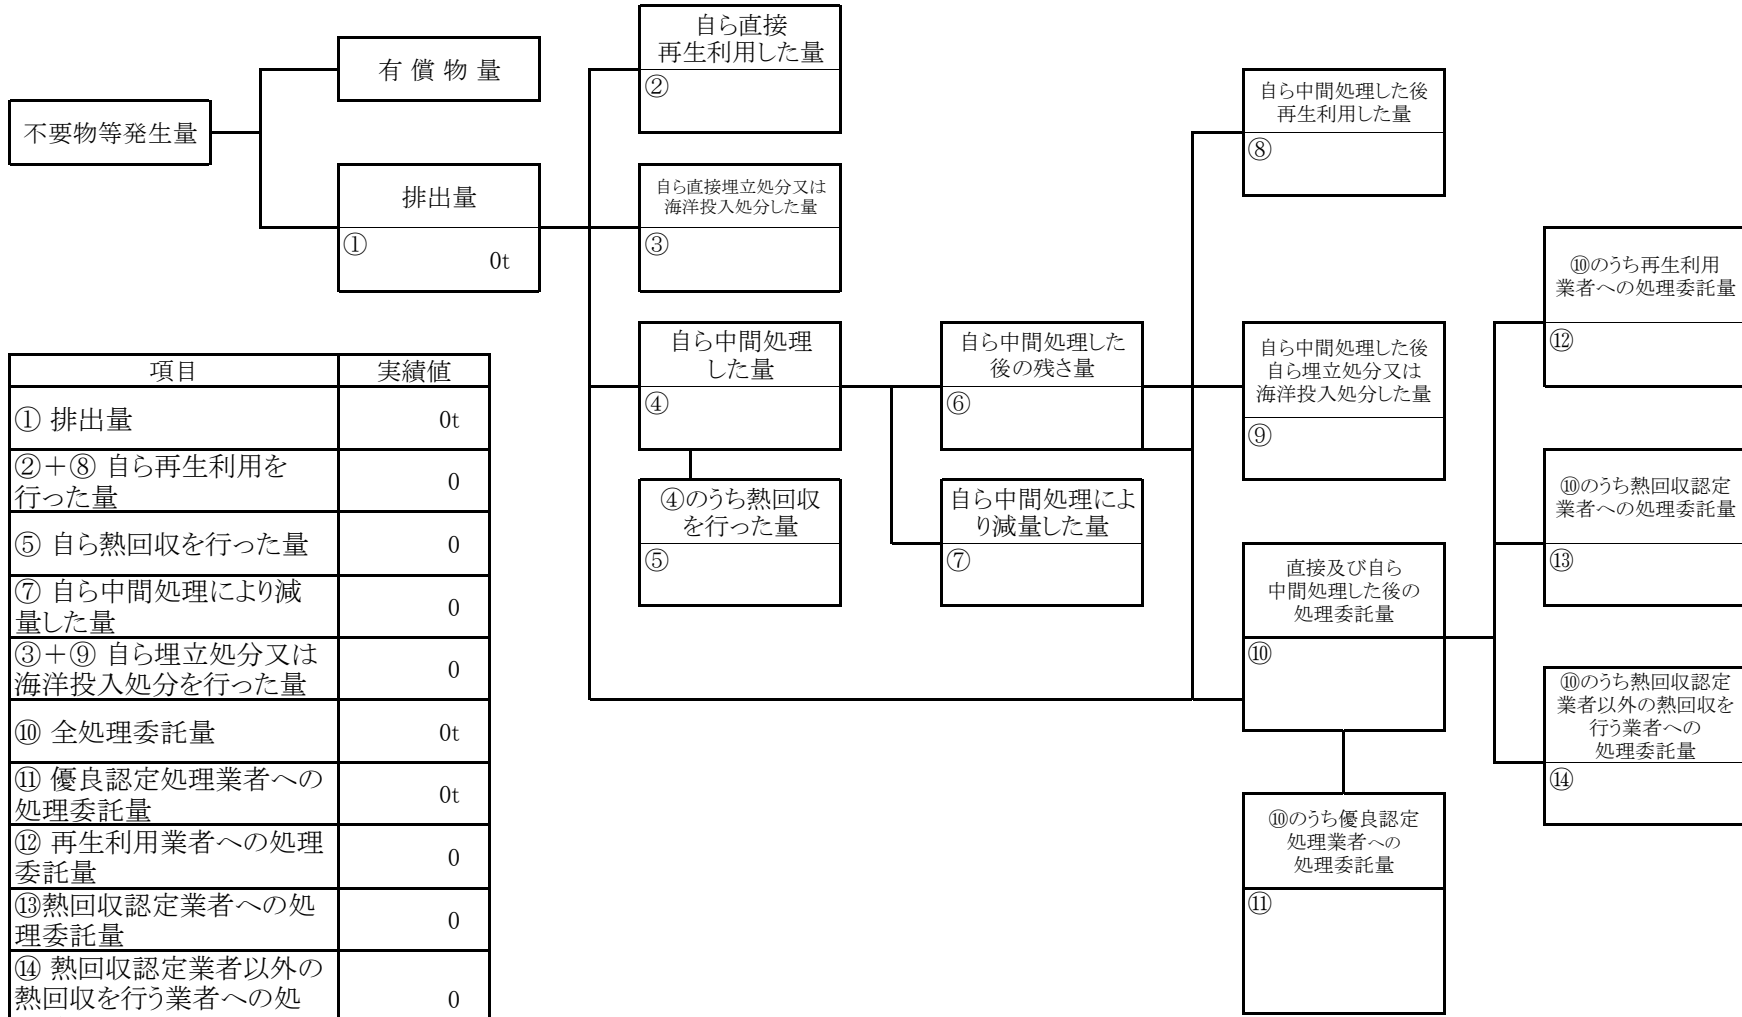 不要物等発生量
有 償 物 量
排出量
①
0t
自ら直接
再生利用した量
②
自ら直接埋立処分又は
海洋投入処分した量
③
自ら中間処理
した量
④
④のうち熱回収
を行った量
⑤
自ら中間処理した
後の残さ量
⑥
自ら中間処理によ
り減量した量
⑦
自ら中間処理した後
再生利用した量
⑧
自ら中間処理した後
自ら埋立処分又は
海洋投入処分した量
⑨
直接及び自ら
中間処理した後の
処理委託量
⑩
⑩のうち優良認定
処理業者への
処理委託量
⑪
⑩のうち再生利用
業者への処理委託量
⑫
⑩のうち熱回収認定
業者への処理委託量
⑬
⑩のうち熱回収認定
業者以外の熱回収を
行う業者への
処理委託量
⑭
項目 実績値
① 排出量 0t
②＋⑧ 自ら再生利用を
行った量 0
⑤ 自ら熱回収を行った量 0
⑦ 自ら中間処理により減
量した量 0
③＋⑨ 自ら埋立処分又は
海洋投入処分を行った量 0
⑩ 全処理委託量 0t
⑪ 優良認定処理業者への
処理委託量 0t
⑫ 再生利用業者への処理
委託量 0
⑬熱回収認定業者への処
理委託量 0
⑭ 熱回収認定業者以外の
熱回収を行う業者への処 0